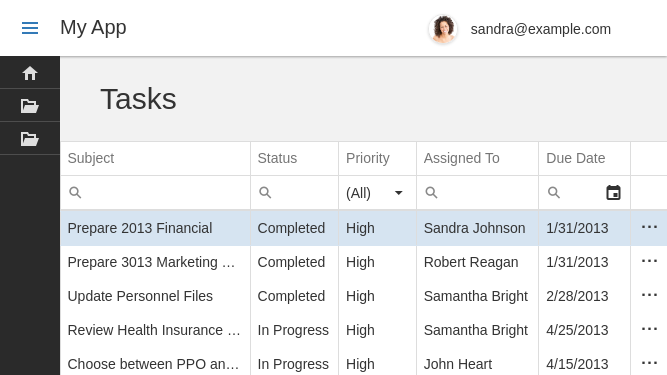 My App
sandra@example.com
Tasks
Subject Status Priority Assigned To Due Date
(All)
Prepare 2013 Financial Completed High Sandra Johnson 1/31/2013 ...
Prepare 3013 Marketing ... Completed High Robert Reagan 1/31/2013 ...
Update Personnel Files Completed High Samantha Bright 2/28/2013 ...
Review Health Insurance ... In Progress High Samantha Bright 4/25/2013 ...
Choose between PPO an... In Progress High John Heart 4/15/2013 ...